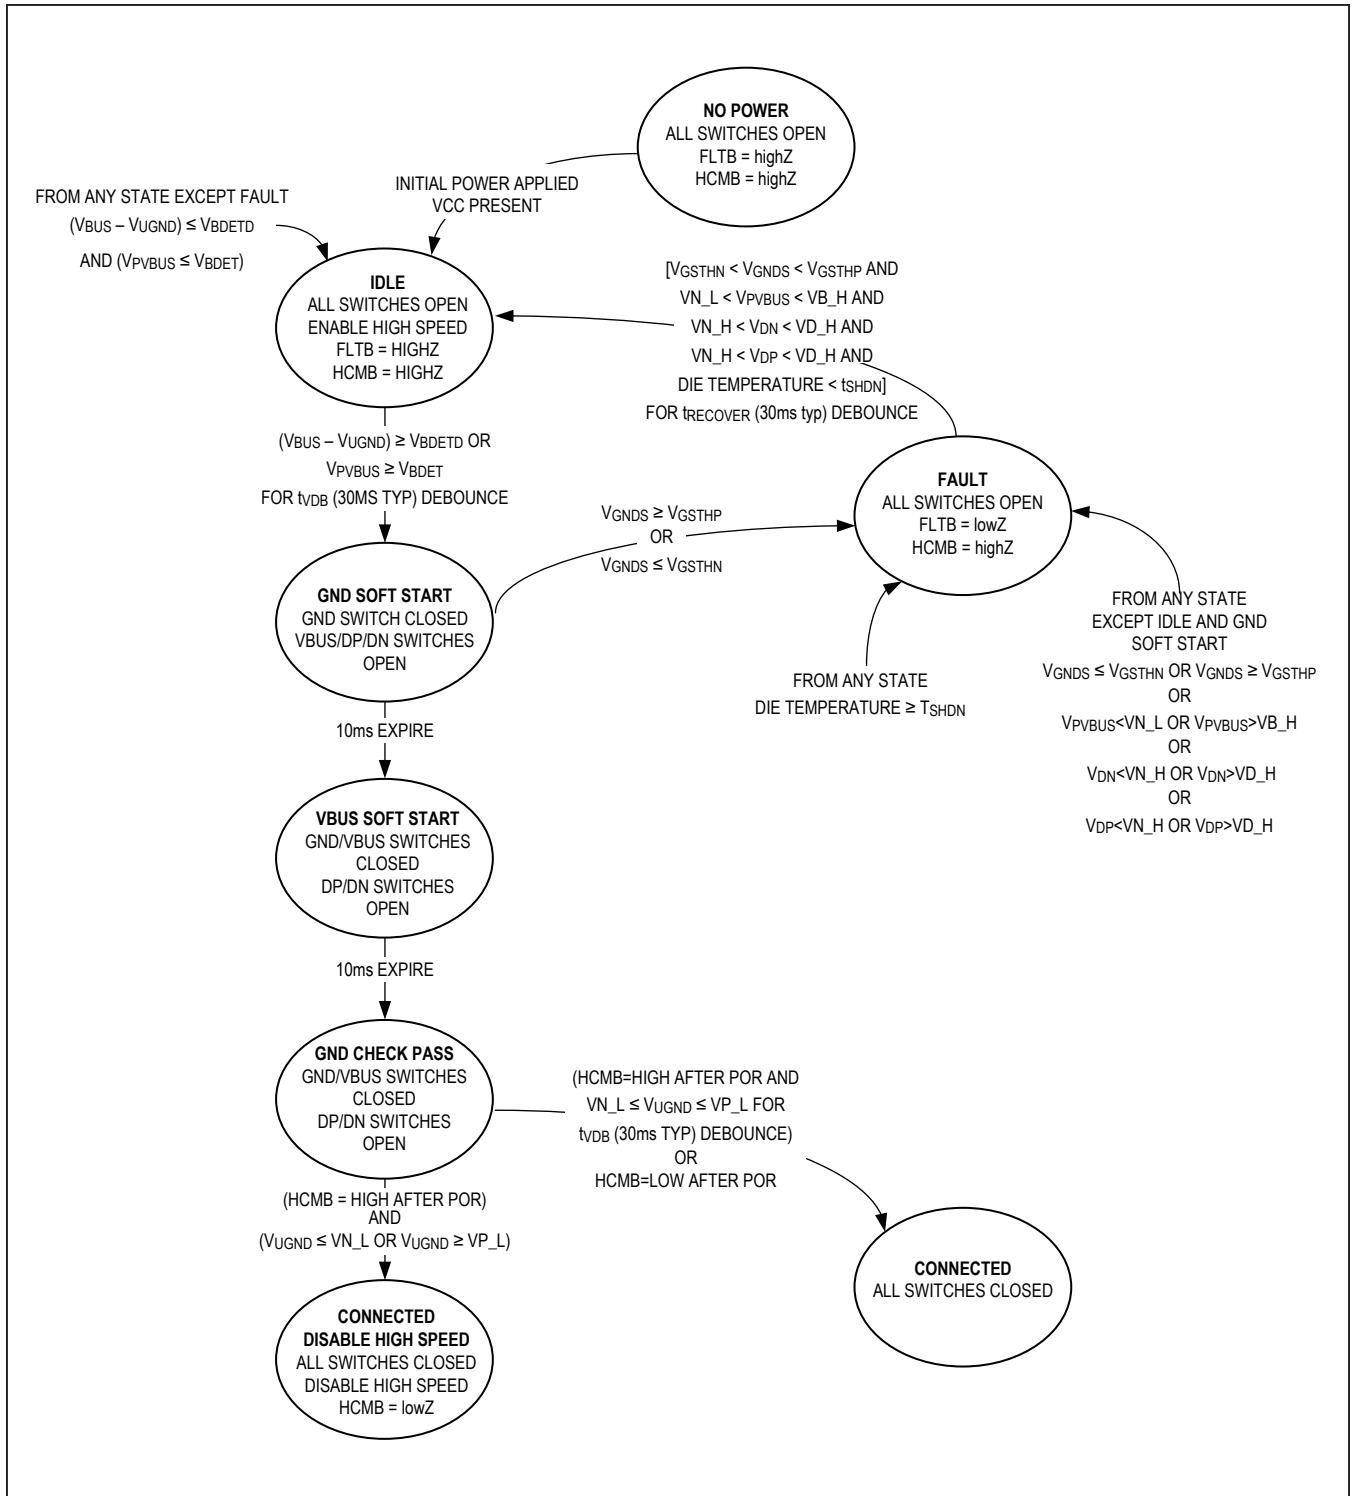 NO POWER
ALL SWITCHES OPEN
FLTB = highZ
HCMB = highZ
INITIAL POWER APPLIED
VCC PRESENT
FROM ANY STATE EXCEPT FAULT
(VBUS – VUGND) ≤ VBDETD
AND (VPVBUS ≤ VBDET)
IDLE
ALL SWITCHES OPEN
ENABLE HIGH SPEED
FLTB = HIGHZ
HCMB = HIGHZ
[VGSTHN < VGNDS < VGSTHP AND
VN_L < VPVBUS < VB_H AND
VN_H < VDN < VD_H AND
VN_H < VDP < VD_H AND
DIE TEMPERATURE < tSHDN]
FOR tRECOVER (30ms typ) DEBOUNCE
(VBUS – VUGND) ≥ VBDETD OR
VPVBUS ≥ VBDET
FOR tVDB (30MS TYP) DEBOUNCE
FAULT
ALL SWITCHES OPEN
FLTB = lowZ
HCMB = highZ
VGNDS ≥ VGSTHP
OR
VGNDS ≤ VGSTHN
GND SOFT START
GND SWITCH CLOSED
VBUS/DP/DN SWITCHES
OPEN
FROM ANY STATE
DIE TEMPERATURE ≥ TSHDN
FROM ANY STATE
EXCEPT IDLE AND GND
SOFT START
VGNDS ≤ VGSTHN OR VGNDS ≥ VGSTHP
OR
VPVBUS<VN_L OR VPVBUS>VB_H
OR
VDN<VN_H OR VDN>VD_H
OR
VDP<VN_H OR VDP>VD_H
10ms EXPIRE
VBUS SOFT START
GND/VBUS SWITCHES
CLOSED
DP/DN SWITCHES
OPEN
10ms EXPIRE
GND CHECK PASS
GND/VBUS SWITCHES
CLOSED
DP/DN SWITCHES
OPEN
(HCMB=HIGH AFTER POR AND
VN_L ≤ VUGND ≤ VP_L FOR
tVDB (30ms TYP) DEBOUNCE)
OR
HCMB=LOW AFTER POR
(HCMB = HIGH AFTER POR)
AND
(VUGND ≤ VN_L OR VUGND ≥ VP_L)
CONNECTED
ALL SWITCHES CLOSED
CONNECTED
DISABLE HIGH SPEED
ALL SWITCHES CLOSED
DISABLE HIGH SPEED
HCMB = lowZ